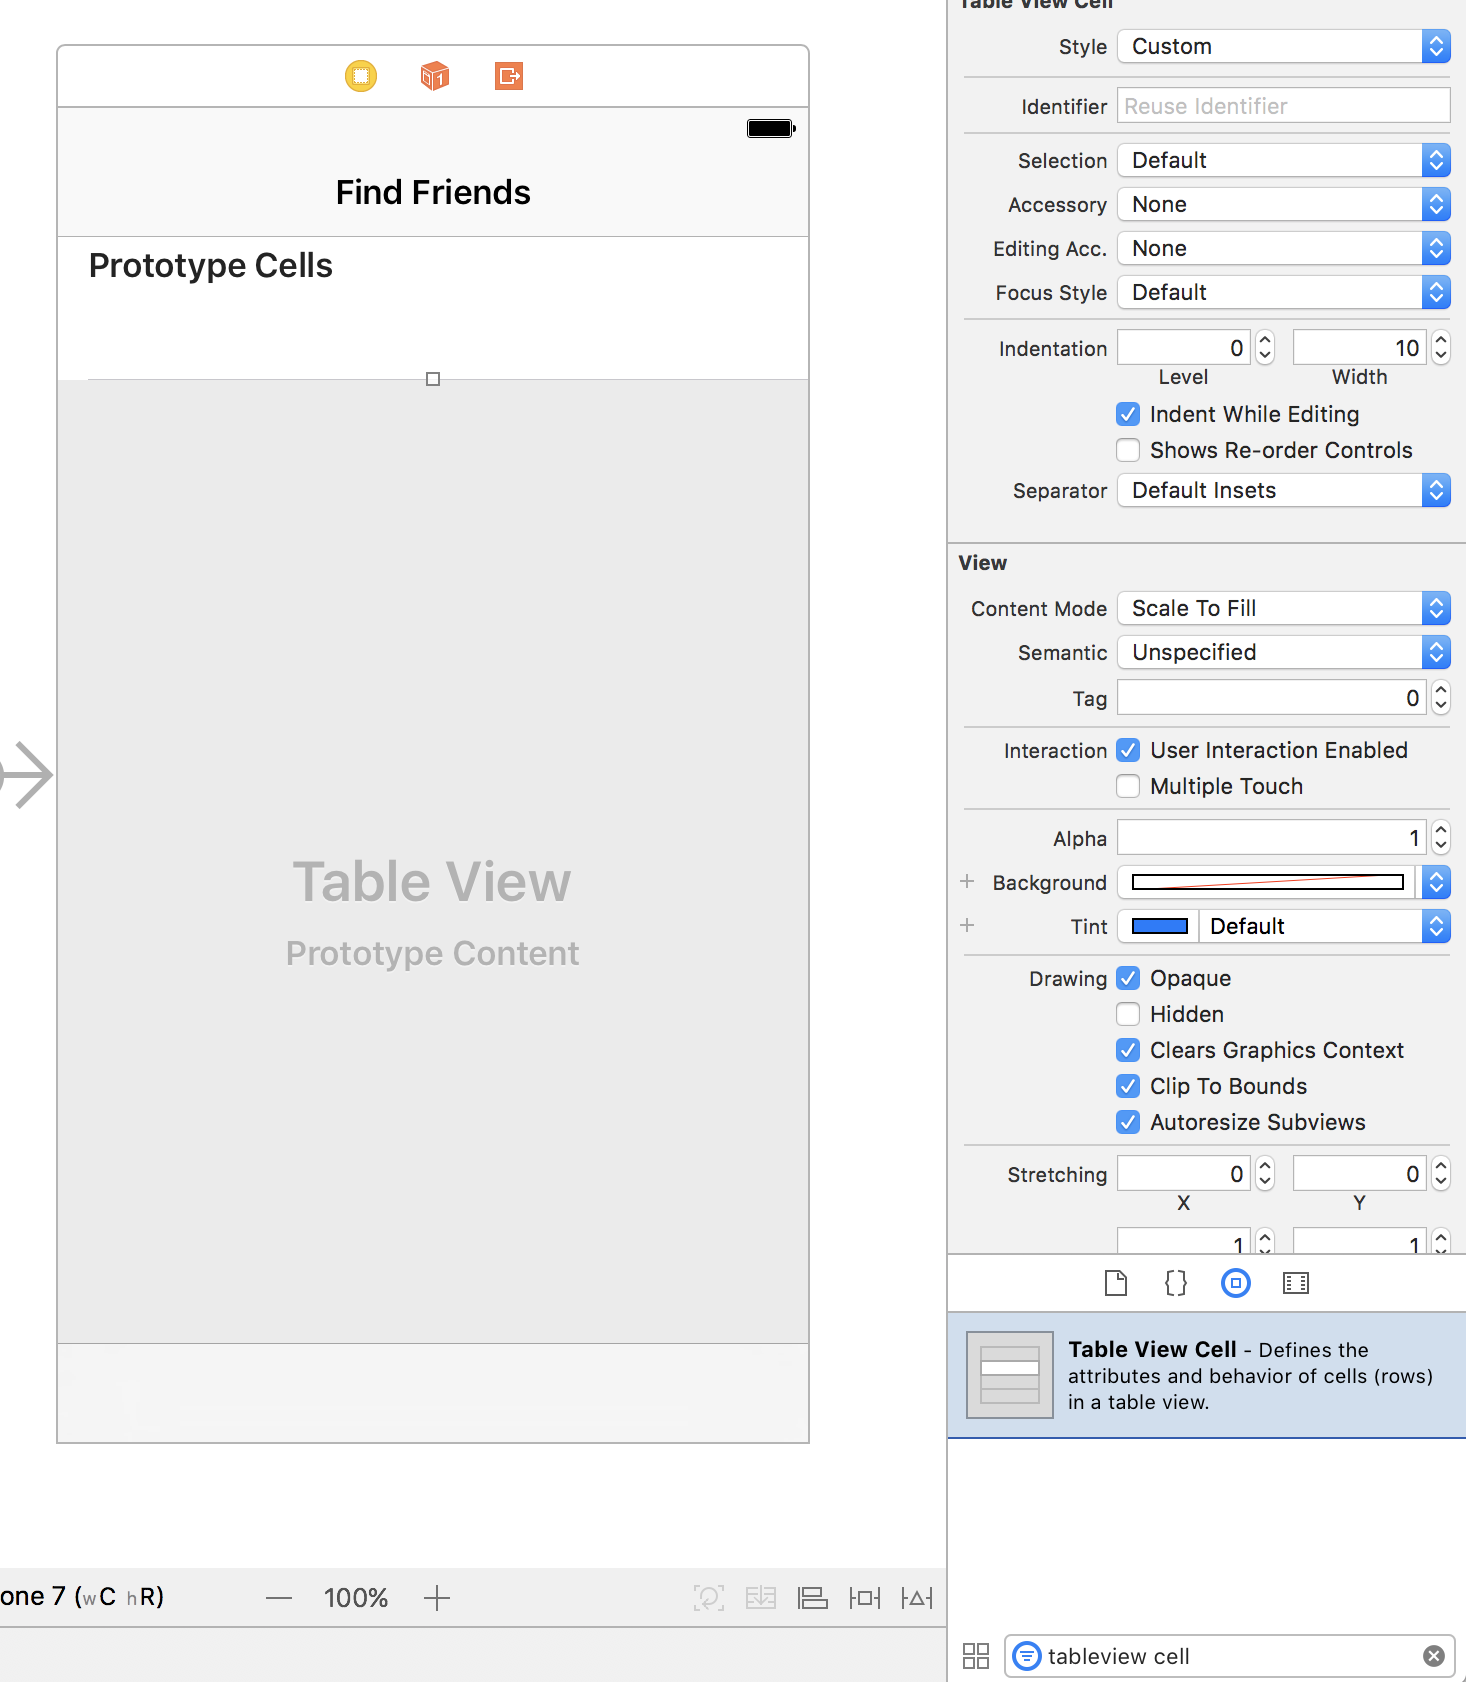 Find Friends
Prototype Cells
Table View
Prototype Content
one 7 (wC hR)
100%
Table View Cell
Style Custom
Identifier Reuse Identifier
Selection Default
Accessory None
Editing Acc. None
Focus Style Default
Indentation 0 10
Level Width
Indent While Editing
Shows Re-order Controls
Separator Default Insets
View
Content Mode Scale To Fill
Semantic Unspecified
Tag 0
Interaction User Interaction Enabled
Multiple Touch
Alpha 1
Background
Tint Default
Drawing Opaque
Hidden
Clears Graphics Context
Clip To Bounds
Autoresize Subviews
Stretching 0 0
X Y
1 1
Table View Cell - Defines the
attributes and behavior of cells (rows)
in a table view.
tableview cell